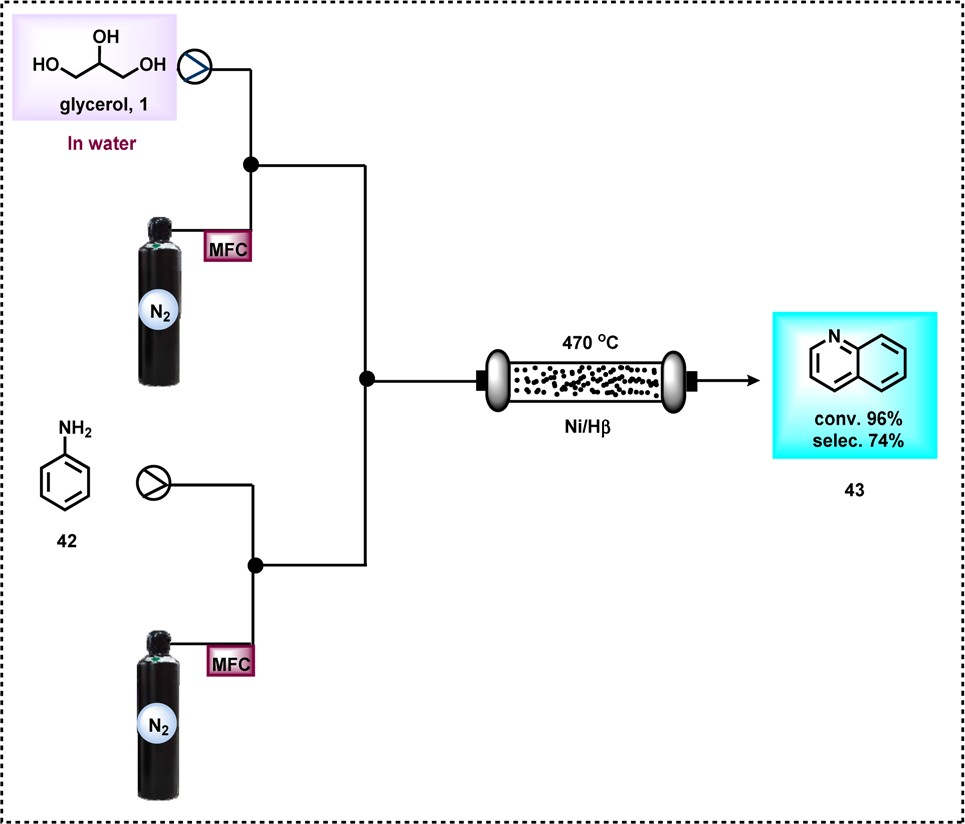 OH
HO
OH
glycerol, 1
In water
MFC
N2
NH2
42
MFC
N2
470 °C
Ni/Hβ
N
conv. 96%
selec. 74%
43